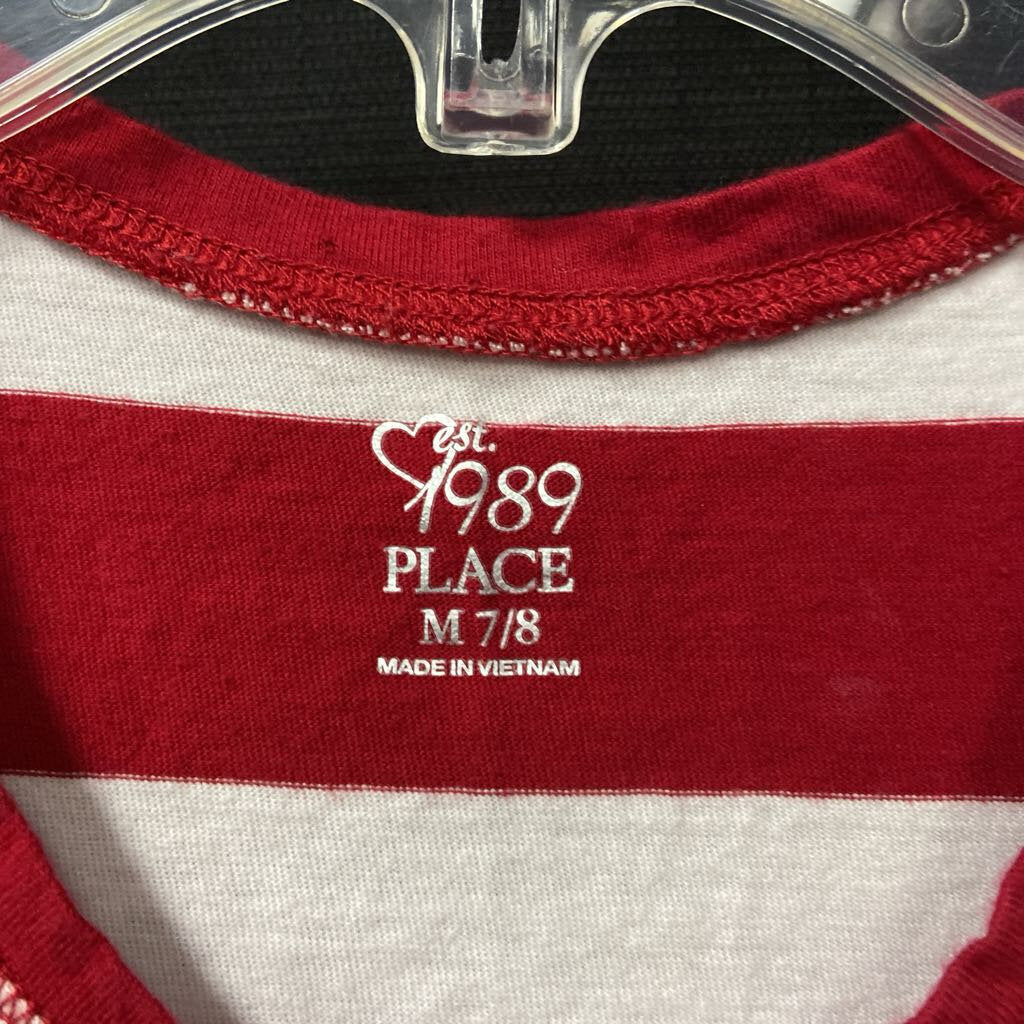 est.
1989
PLACE
M 7/8
MADE IN VIETNAM